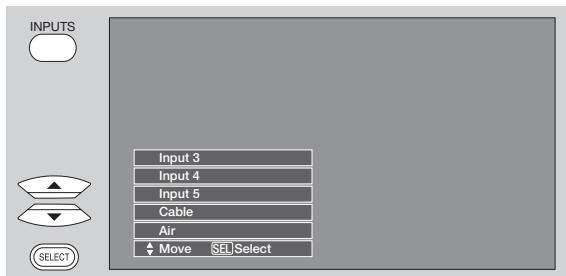 INPUTS
Input 3
Input 4
Input 5
Cable
Air
Move SEL Select
SELECT